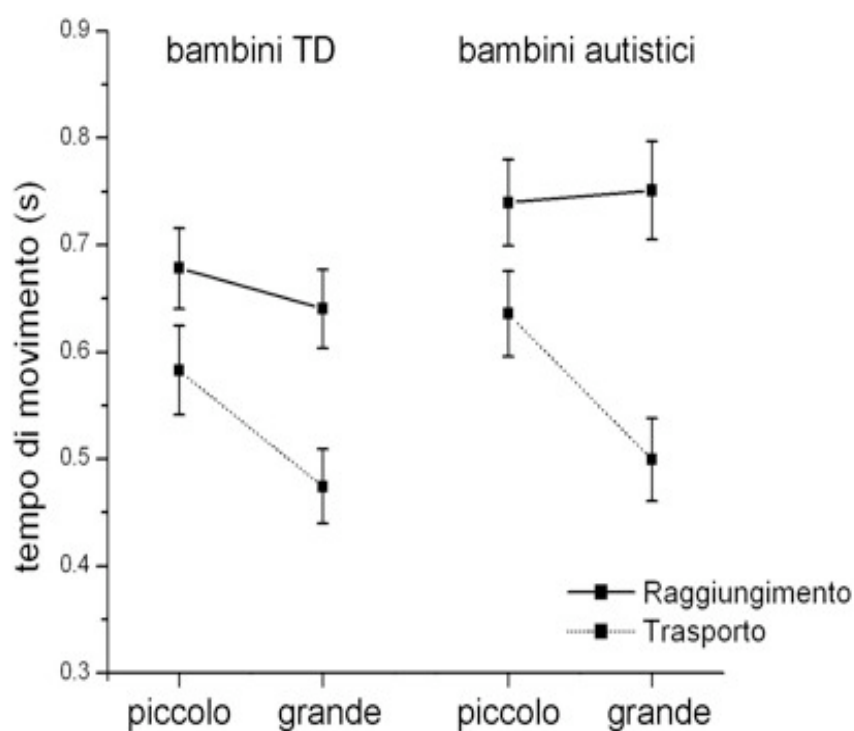 bambini TD
bambini autistici
tempo di movimento (s)
0.9
0.8
0.7
0.6
0.5
0.4
0.3
Raggiungimento
Trasporto
piccolo
grande
piccolo
grande